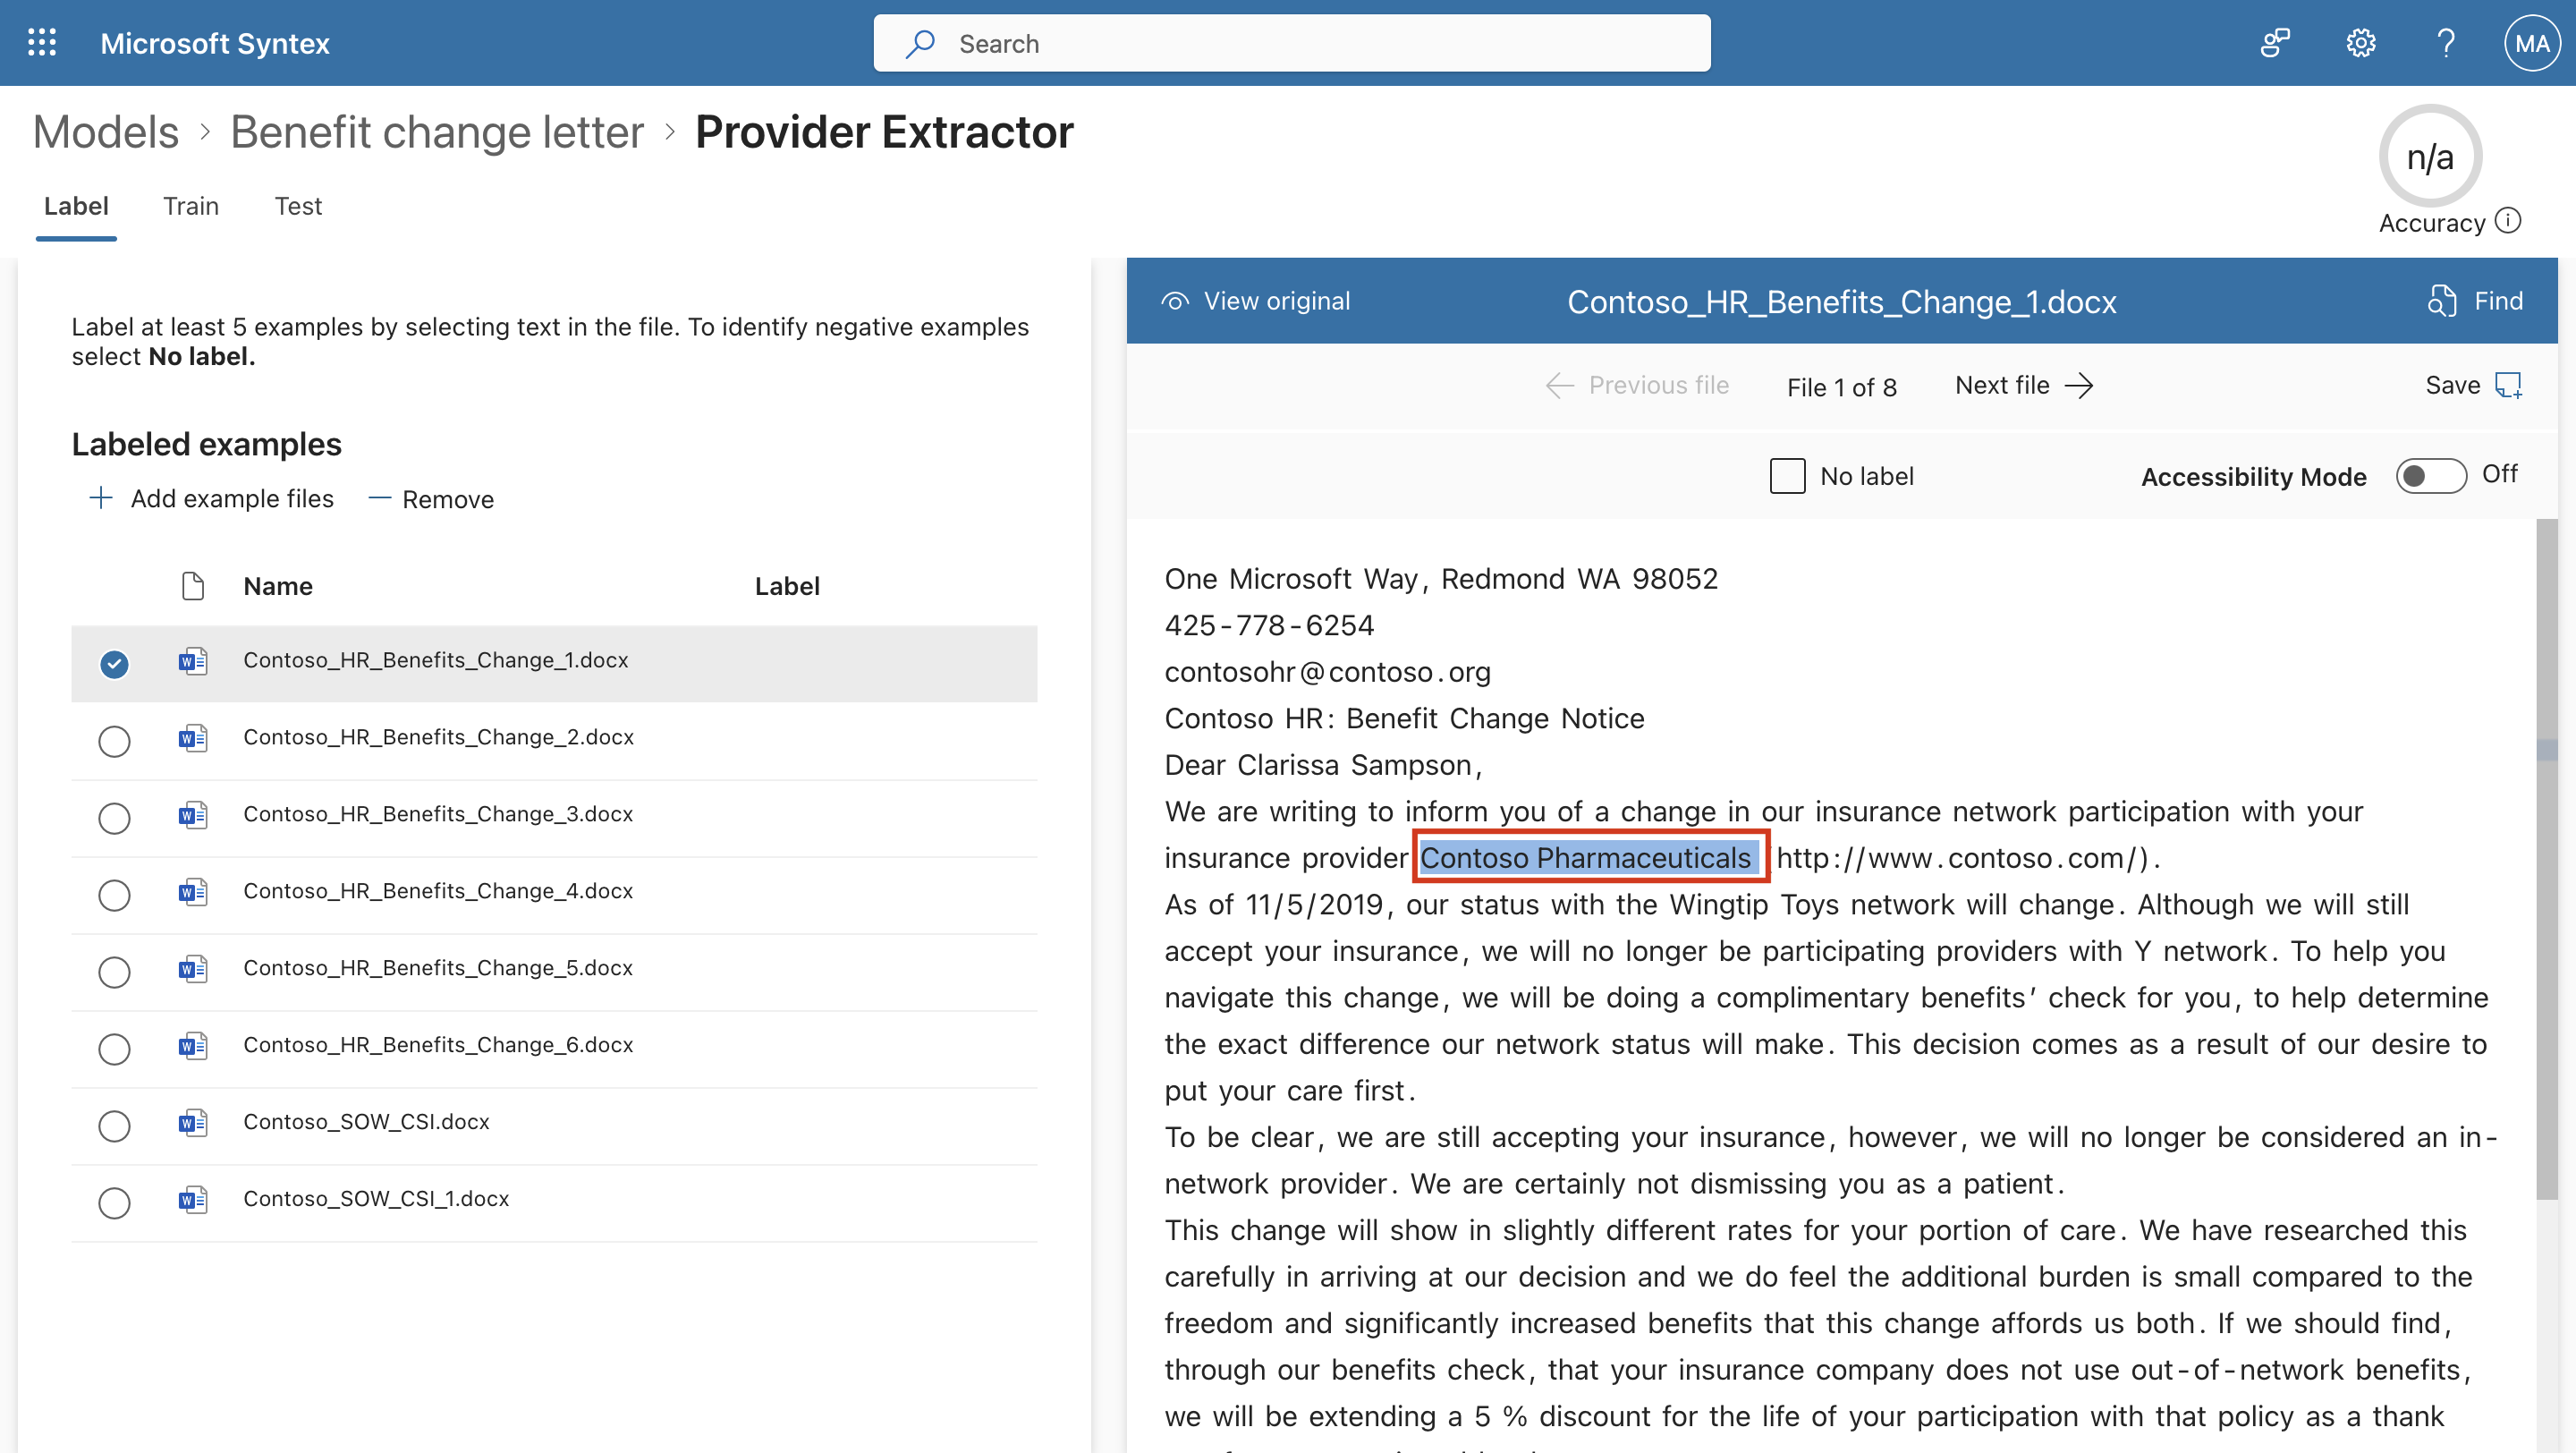 Microsoft Syntex
Search
MA
Models > Benefit change letter > Provider Extractor
n/a
Accuracy
Label Train Test
Label at least 5 examples by selecting text in the file. To identify negative examples
select No label.
Labeled examples
+ Add example files — Remove
Name Label
Contoso_HR_Benefits_Change_1.docx
Contoso_HR_Benefits_Change_2.docx
Contoso_HR_Benefits_Change_3.docx
Contoso_HR_Benefits_Change_4.docx
Contoso_HR_Benefits_Change_5.docx
Contoso_HR_Benefits_Change_6.docx
Contoso_SOW_CSI.docx
Contoso_SOW_CSI_1.docx
View original Contoso_HR_Benefits_Change_1.docx Find
Previous file File 1 of 8 Next file Save
No label Accessibility Mode Off
One Microsoft Way, Redmond WA 98052
425-778-6254
contosohr@contoso.org
Contoso HR: Benefit Change Notice
Dear Clarissa Sampson,
We are writing to inform you of a change in our insurance network participation with your
insurance provider Contoso Pharmaceuticals (http://www.contoso.com/).
As of 11/5/2019, our status with the Wingtip Toys network will change. Although we will still
accept your insurance, we will no longer be participating providers with Y network. To help you
navigate this change, we will be doing a complimentary benefits’ check for you, to help determine
the exact difference our network status will make. This decision comes as a result of our desire to
put your care first.
To be clear, we are still accepting your insurance, however, we will no longer be considered an in-
network provider. We are certainly not dismissing you as a patient.
This change will show in slightly different rates for your portion of care. We have researched this
carefully in arriving at our decision and we do feel the additional burden is small compared to the
freedom and significantly increased benefits that this change affords us both. If we should find,
through our benefits check, that your insurance company does not use out-of-network benefits,
we will be extending a 5 % discount for the life of your participation with that policy as a thank